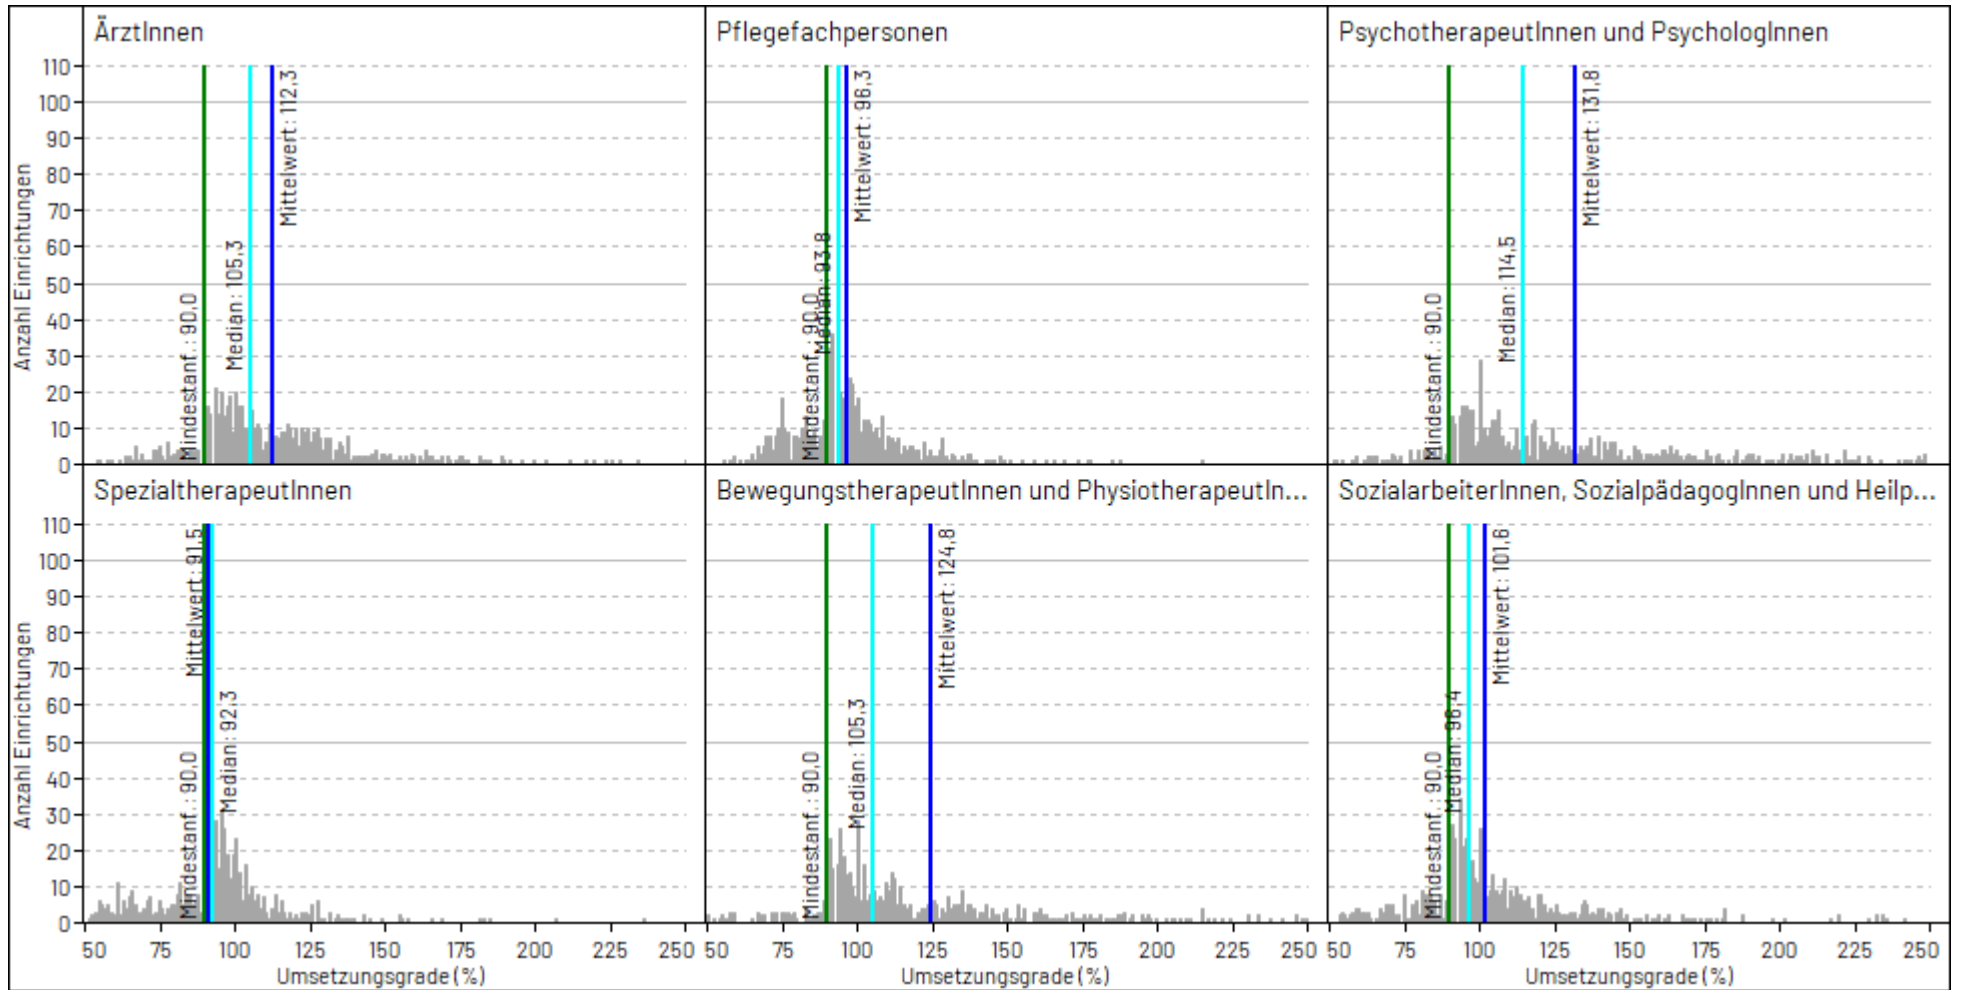 ÄrztInnen
Pflegefachpersonen
PsychotherapeutInnen und PsychologInnen
Anzahl Einrichtungen
110
100
90
80
70
60
50
40
30
20
10
0
Mindestanf.: 90,0
Median: 105,3
Mittelwert: 112,3
Mindestanf.: 90,0
Median: 93,8
Mittelwert: 96,3
Mindestanf.: 90,0
Median: 114,5
Mittelwert: 131,8
SpezialtherapeutInnen
BewegungstherapeutInnen und PhysiotherapeutIn...
SozialarbeiterInnen, SozialpädagogInnen und Heilp...
Anzahl Einrichtungen
110
100
90
80
70
60
50
40
30
20
10
0
Mindestanf.: 90,0
Mittelwert: 91,5
Median: 92,3
Mindestanf.: 90,0
Median: 105,3
Mittelwert: 124,8
Mindestanf.: 90,0
Median: 96,4
Mittelwert: 101,6
50 75 100 125 150 175 200 225 250
50 75 100 125 150 175 200 225 250
50 75 100 125 150 175 200 225 250
Umsetzungsgrade (%)
Umsetzungsgrade (%)
Umsetzungsgrade (%)